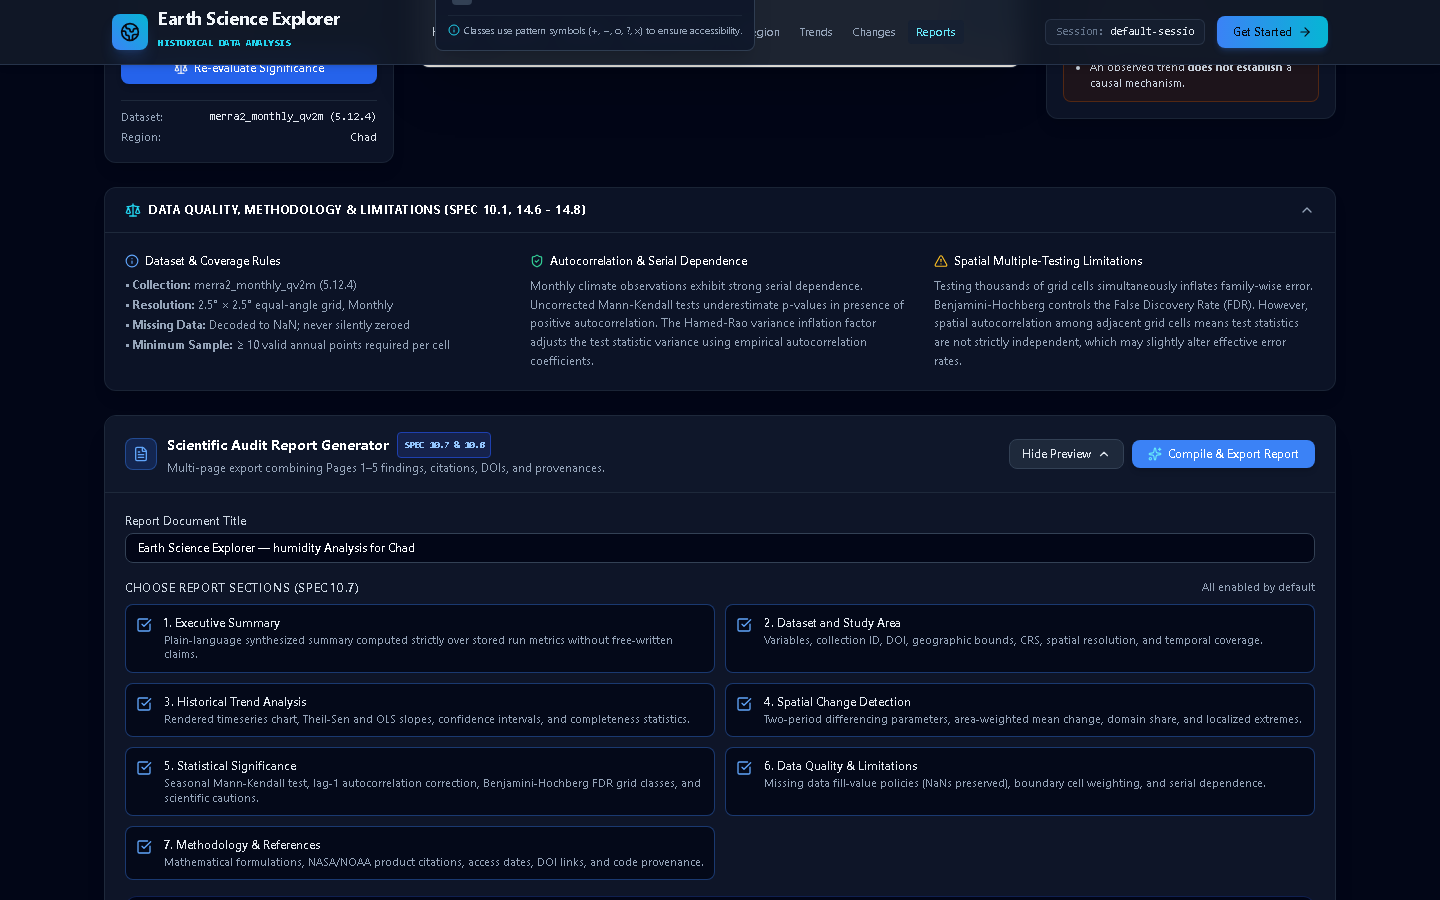 Earth Science Explorer
HISTORICAL DATA ANALYSIS
Classes use pattern symbols (+, −, o, ?, x) to ensure accessibility.
Trends
Changes
Reports
Session: default-sessio
Get Started
Re-evaluate Significance
Dataset: merra2_monthly_qv2m (5.12.4)
Region: Chad
An observed trend does not establish a
causal mechanism.
DATA QUALITY, METHODOLOGY & LIMITATIONS (SPEC 10.1, 14.6 – 14.8)
Dataset & Coverage Rules
• Collection: merra2_monthly_qv2m (5.12.4)
• Resolution: 2.5° × 2.5° equal-angle grid, Monthly
• Missing Data: Decoded to NaN; never silently zeroed
• Minimum Sample: ≥ 10 valid annual points required per cell
Autocorrelation & Serial Dependence
Monthly climate observations exhibit strong serial dependence.
Uncorrected Mann-Kendall tests underestimate p-values in presence of
positive autocorrelation. The Hamed-Rao variance inflation factor
adjusts the test statistic variance using empirical autocorrelation
coefficients.
Spatial Multiple-Testing Limitations
Testing thousands of grid cells simultaneously inflates family-wise error.
Benjamini-Hochberg controls the False Discovery Rate (FDR). However,
spatial autocorrelation among adjacent grid cells means test statistics
are not strictly independent, which may slightly alter effective error
rates.
Scientific Audit Report Generator
SPEC 10.7 & 10.8
Multi-page export combining Pages 1–5 findings, citations, DOIs, and provenances.
Hide Preview
Compile & Export Report
Report Document Title
Earth Science Explorer — humidity Analysis for Chad
CHOOSE REPORT SECTIONS (SPEC 10.7)
All enabled by default
1. Executive Summary
Plain-language synthesized summary computed strictly over stored run metrics without free-written
claims.
2. Dataset and Study Area
Variables, collection ID, DOI, geographic bounds, CRS, spatial resolution, and temporal coverage.
3. Historical Trend Analysis
Rendered timeseries chart, Theil-Sen and OLS slopes, confidence intervals, and completeness statistics.
4. Spatial Change Detection
Two-period differencing parameters, area-weighted mean change, domain share, and localized extremes.
5. Statistical Significance
Seasonal Mann-Kendall test, lag-1 autocorrelation correction, Benjamini-Hochberg FDR grid classes, and
scientific cautions.
6. Data Quality & Limitations
Missing data fill-value policies (NaNs preserved), boundary cell weighting, and serial dependence.
7. Methodology & References
Mathematical formulations, NASA/NOAA product citations, access dates, DOI links, and code provenance.